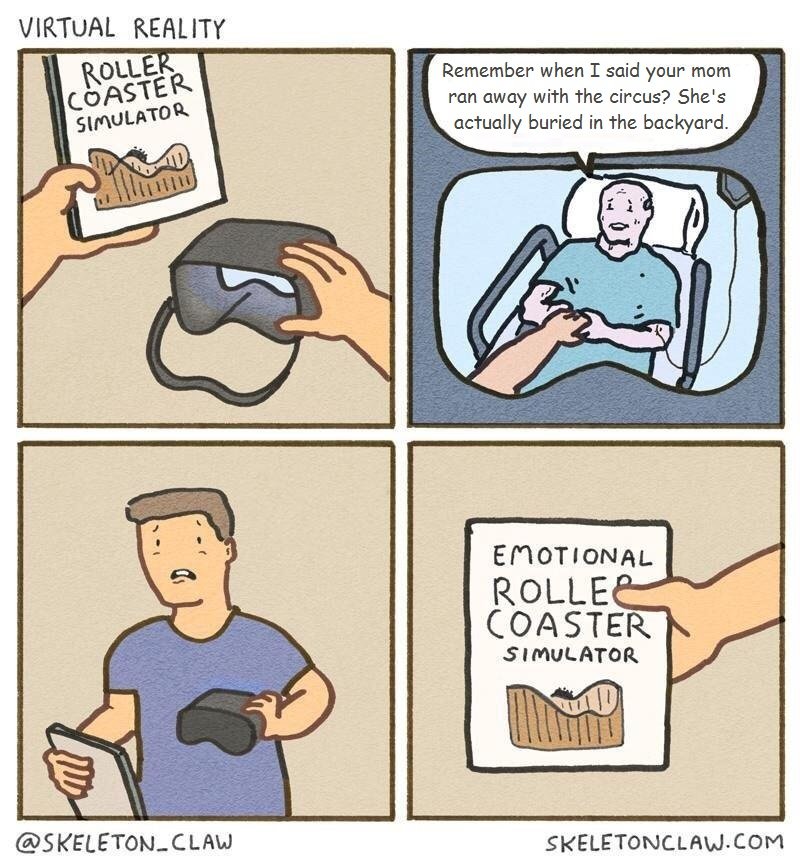 VIRTUAL REALITY
ROLLER
COASTER
SIMULATOR
Remember when I said your mom
ran away with the circus? She's
actually buried in the backyard.
EMOTIONAL
ROLLER
COASTER
SIMULATOR
@SKELETON_CLAW
SKELETONCLAW.COM